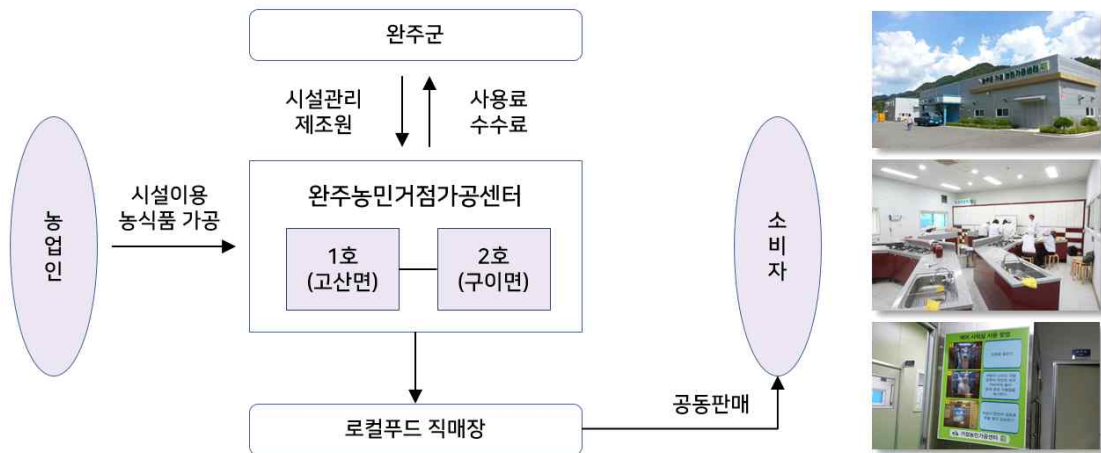 완주군
시설관리
제조원
사용료
수수료
농업인
시설이용
농식품 가공
완주농민거점가공센터
1호
(고산면)
2호
(구이면)
소비자
로컬푸드 직매장
공동판매